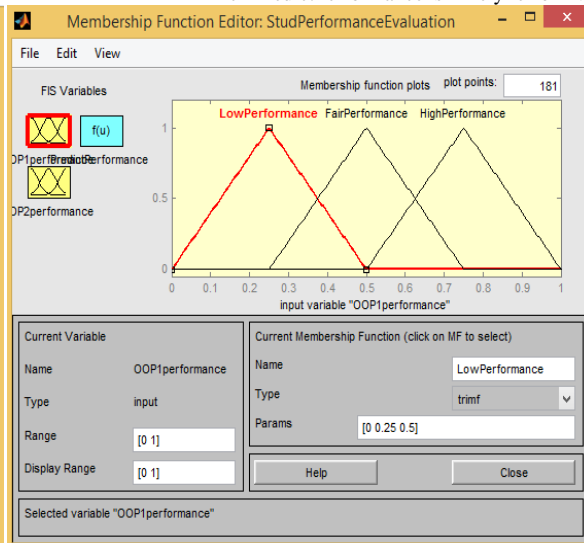 Membership Function Editor: StudPerformanceEvaluation
File Edit View
FIS Variables
Membership function plots plot points: 181
f(u)
OP2performance
LowPerformance FairPerformance HighPerformance
1
0.5
0
0 0.1 0.2 0.3 0.4 0.5 0.6 0.7 0.8 0.9 1
input variable "OOP1performance"
Current Variable
Name OOP1performance
Type input
Range [0 1]
Display Range [0 1]
Current Membership Function (click on MF to select)
Name LowPerformance
Type trimf
Params [0 0.25 0.5]
Help Close
Selected variable "OOP1performance"